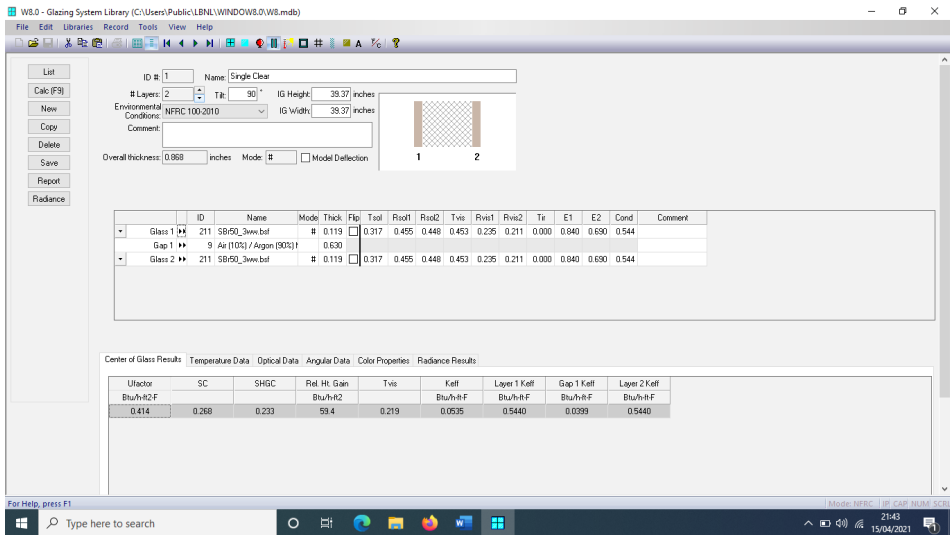 W8.0 - Glazing System Library (C:\Users\Public\LBNL\WINDOW8.0\W8.mdb)
File Edit Libraries Record Tools View Help
List
Calc (F9)
New
Copy
Delete
Save
Report
Radiance
ID #: 1 Name: Single Clear
# Layers: 2 Tilt: 90 ° IG Height: 39.37 inches
Environmental Conditions: NFRC 100-2010 IG Width: 39.37 inches
Comment:
Overall thickness: 0.868 inches Mode: # Model Deflection
1 2
ID Name Mode Thick Flip Tsol Rsol1 Rsol2 Tvis Rvis1 Rvis2 Tir E1 E2 Cond Comment
Glass 1 211 SBr50_3ww.bsf # 0.119 0.317 0.455 0.448 0.453 0.235 0.211 0.000 0.840 0.690 0.544
Gap 1 9 Air (10%) / Argon (90%) 0.630
Glass 2 211 SBr50_3ww.bsf # 0.119 0.317 0.455 0.448 0.453 0.235 0.211 0.000 0.840 0.690 0.544
Center of Glass Results Temperature Data Optical Data Angular Data Color Properties Radiance Results
Ufactor SC SHGC Rel. Ht. Gain Tvis Keff Layer 1 Keff Gap 1 Keff Layer 2 Keff
Btu/h-ft2-F Btu/h-ft2 Btu/h-ft-F Btu/h-ft-F Btu/h-ft-F Btu/h-ft-F
0.414 0.268 0.233 59.4 0.219 0.0535 0.5440 0.0399 0.5440
For Help, press F1
Mode: NFRC IP CAP NUM SCRL
Type here to search
21:43
15/04/2021